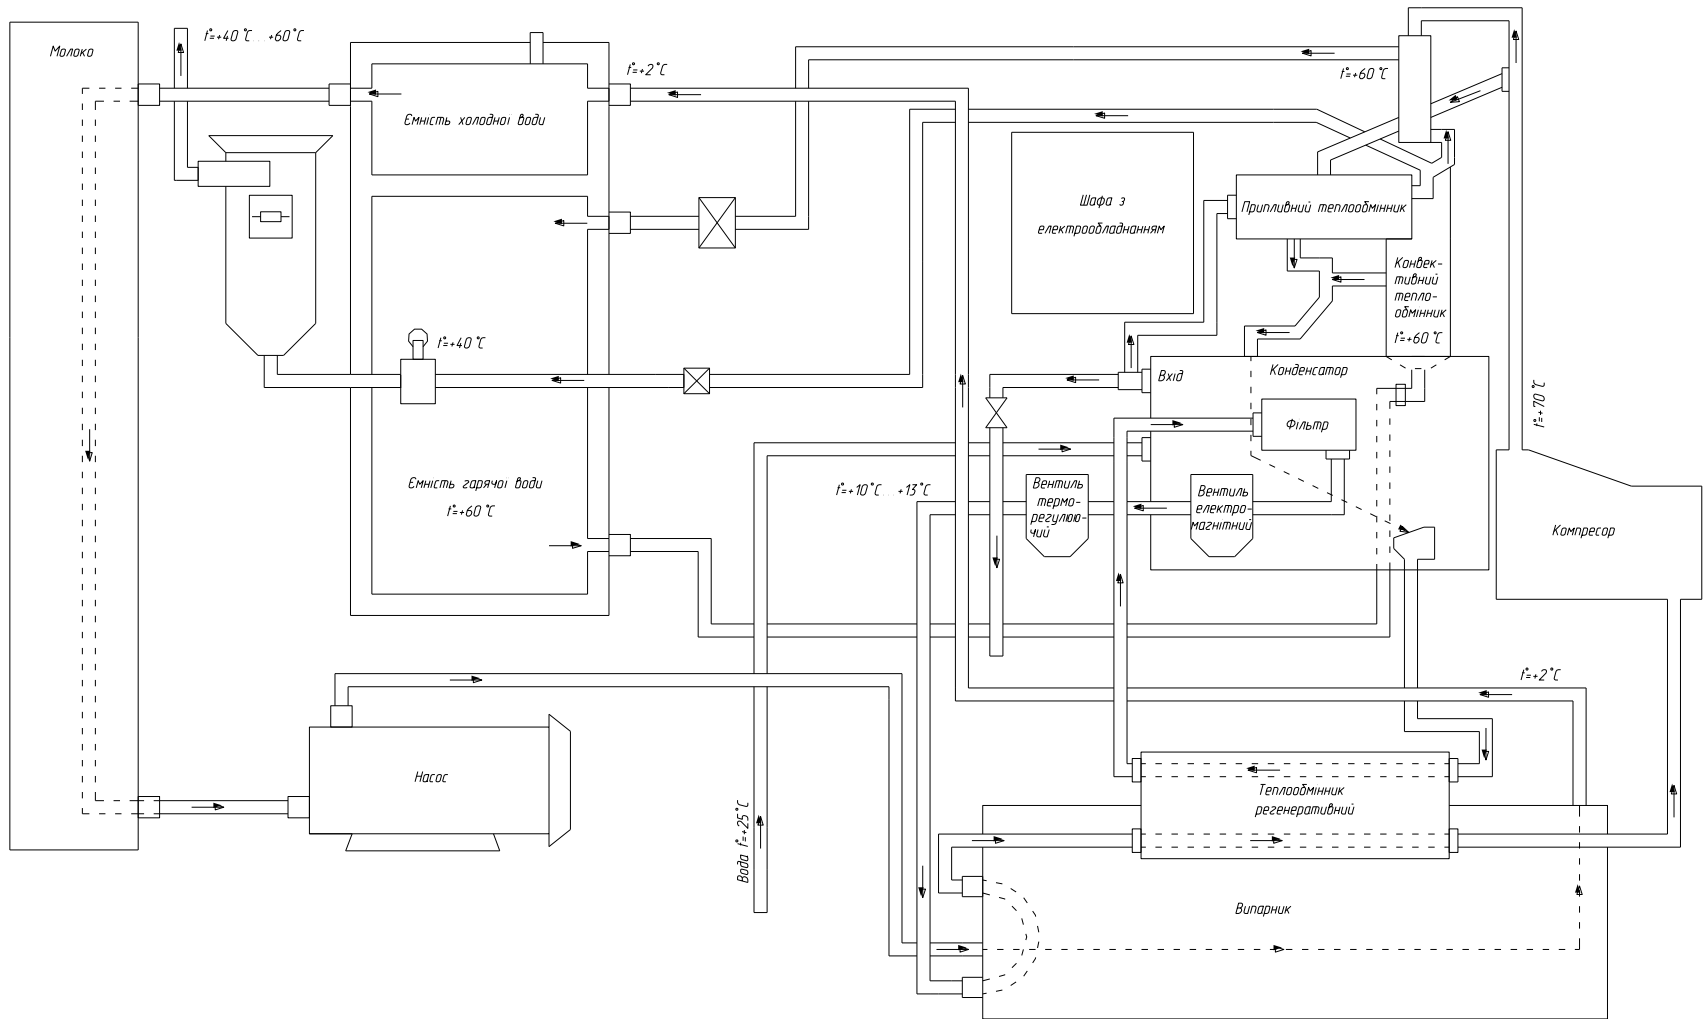 Молоко
t°=+40°C...+60°C
t°=+2°C
Ємність холодної води
t°=+60°C
Шафа з
електрообладнанням
Припливний теплообмінник
Конвек-
тивний
тепло-
обмінник
t°=+60°C
t°=+40°C
Вхід
Конденсатор
t°=+70°C
Фільтр
Ємність гарячої води
t°=+60°C
t°=+10°C...+13°C
Вентиль
термо-
регулюю-
чий
Вентиль
електро-
магнітний
Компресор
t°=+2°C
Насос
Вода t°=+25°C
Теплообмінник
регенеративний
Випарник